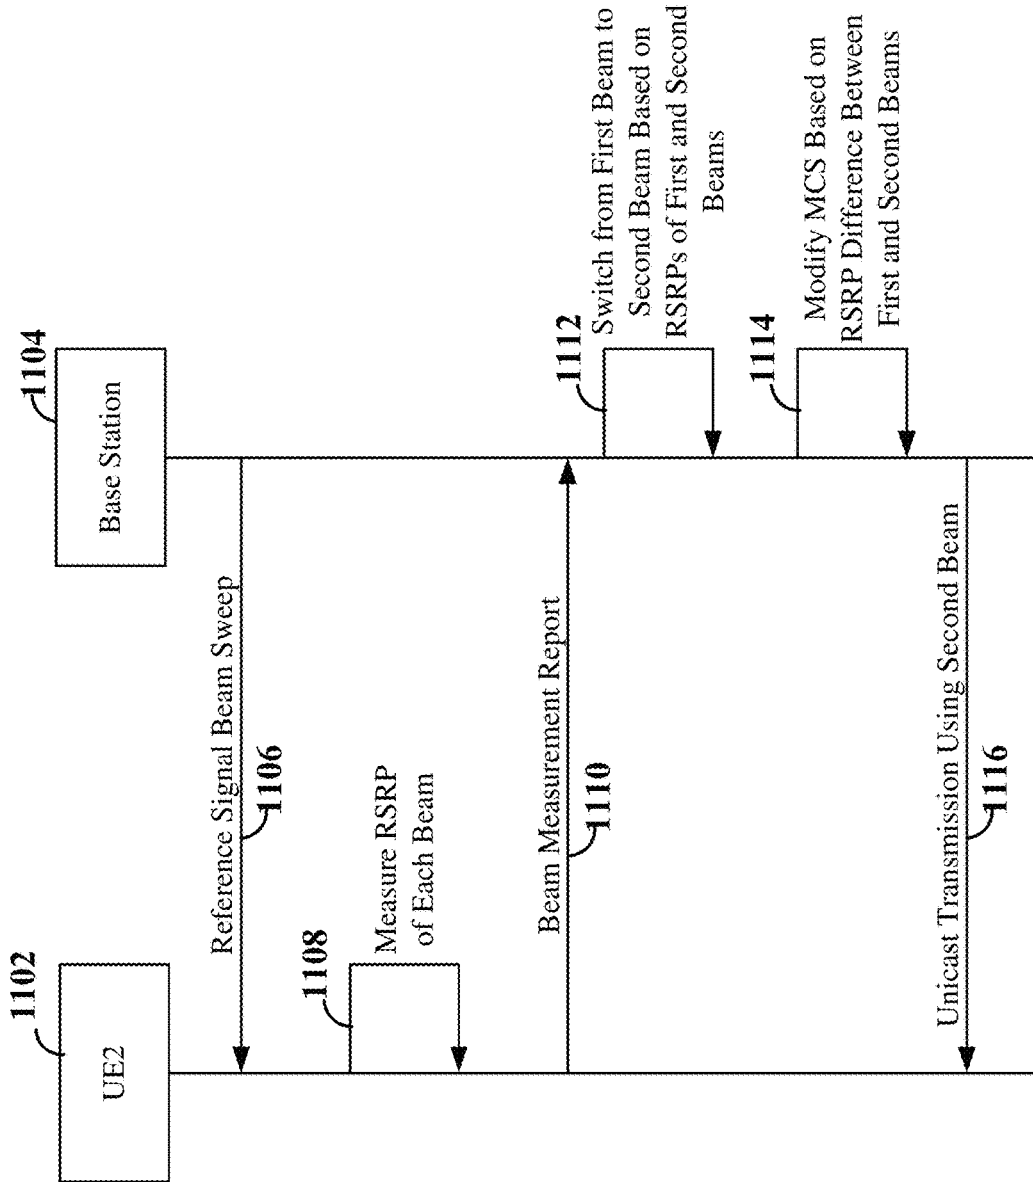 1102
UE2
1104
Base Station
Reference Signal Beam Sweep
1106
1108
Measure RSRP
of Each Beam
Beam Measurement Report
1110
1112
Switch from First Beam to
Second Beam Based on
RSRPs of First and Second
Beams
1114
Modify MCS Based on
RSRP Difference Between
First and Second Beams
Unicast Transmission Using Second Beam
1116